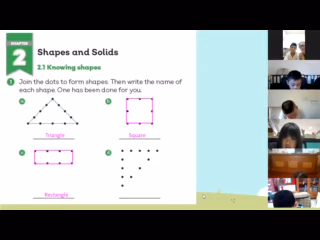 CHAPTER
2
Shapes and Solids
2.1 Knowing shapes
Join the dots to form shapes. Then write the name of
each shape. One has been done for you.
a
b
Triangle
Square
c
d
Rectangle